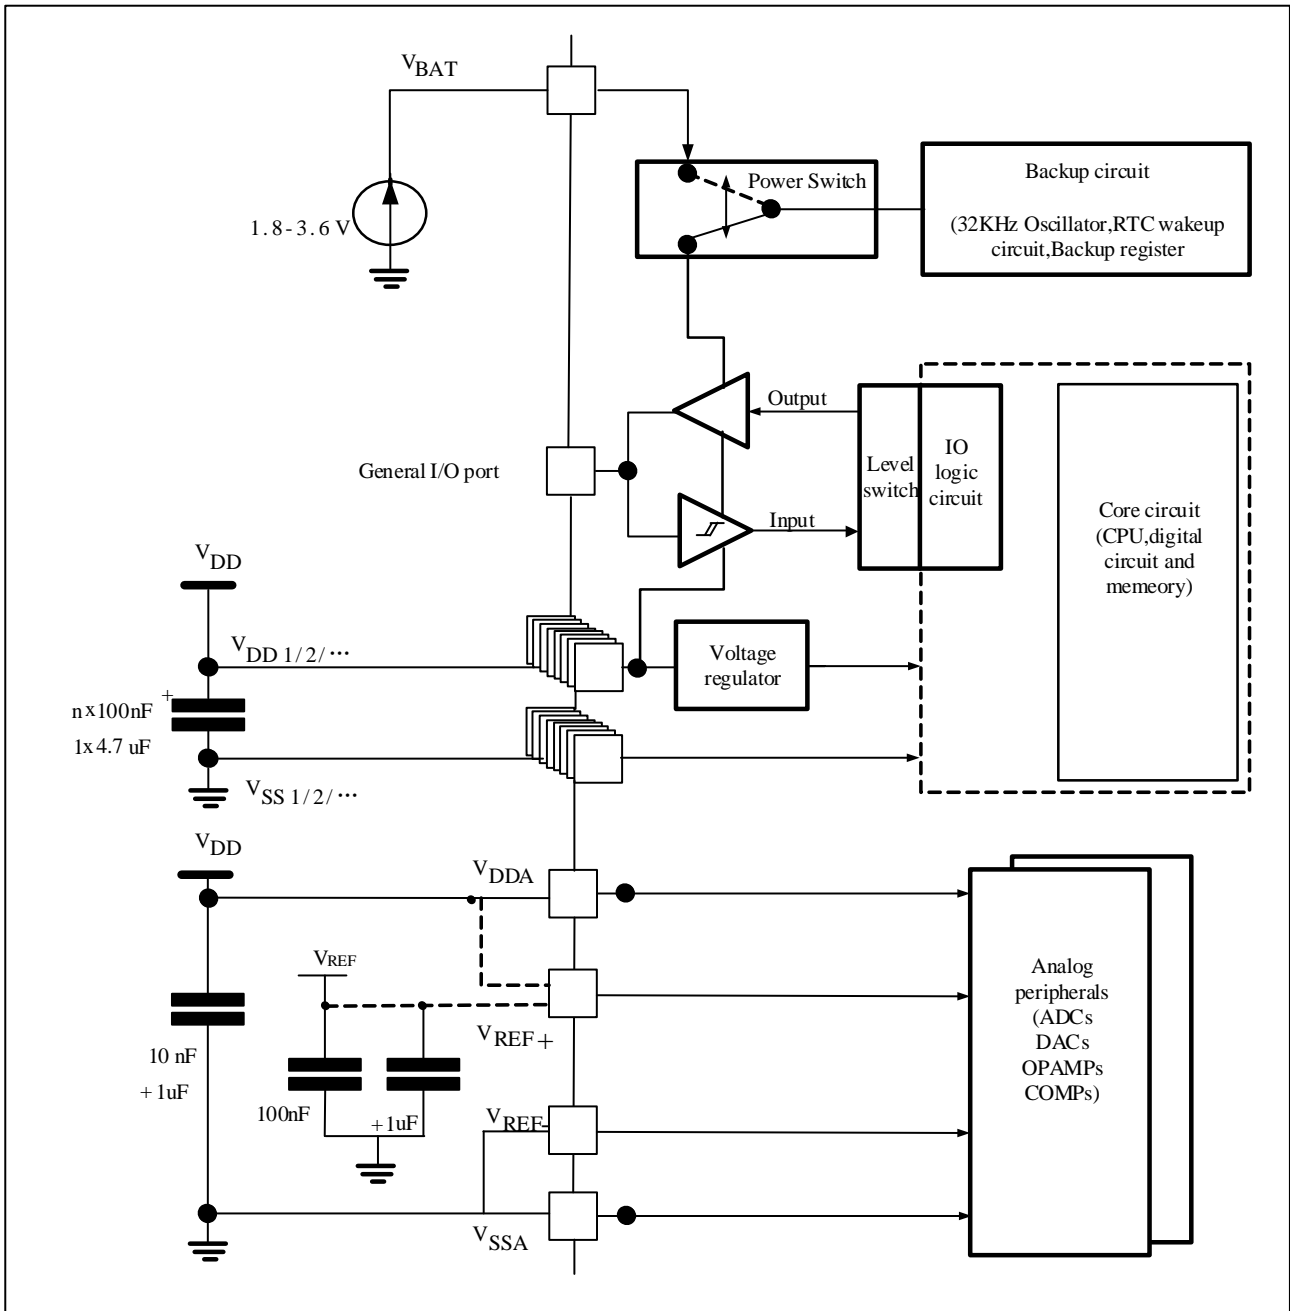 VBAT
Power Switch
Backup circuit
1.8-3.6 V
(32KHz Oscillator,RTC wakeup
circuit,Backup register
Output
General I/O port
Level
switch
IO
logic
circuit
Input
Core circuit
(CPU,digital
circuit and
memeory)
VDD
VDD 1/2/···
Voltage
regulator
+
n x100nF
1x 4.7 uF
VSS 1/2/···
VDD
VDDA
VREF
VREF+
Analog
peripherals
(ADCs
DACs
OPAMPs
COMPs)
10 nF
+1uF
100nF
+1uF
VREF-
VSSA